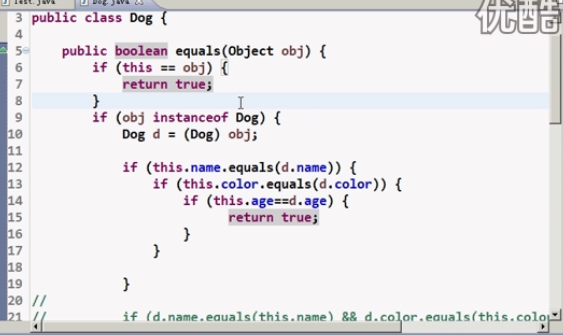 Test.java Dog.java
优酷
3 public class Dog {
4
5 public boolean equals(Object obj) {
6 if (this == obj) {
7 return true;
8 }
9 if (obj instanceof Dog) {
10 Dog d = (Dog) obj;
11
12 if (this.name.equals(d.name)) {
13 if (this.color.equals(d.color)) {
14 if (this.age==d.age) {
15 return true;
16 }
17 }
18
19 }
20 //
21 // if (d.name.equals(this.name) && d.color.equals(this.colo